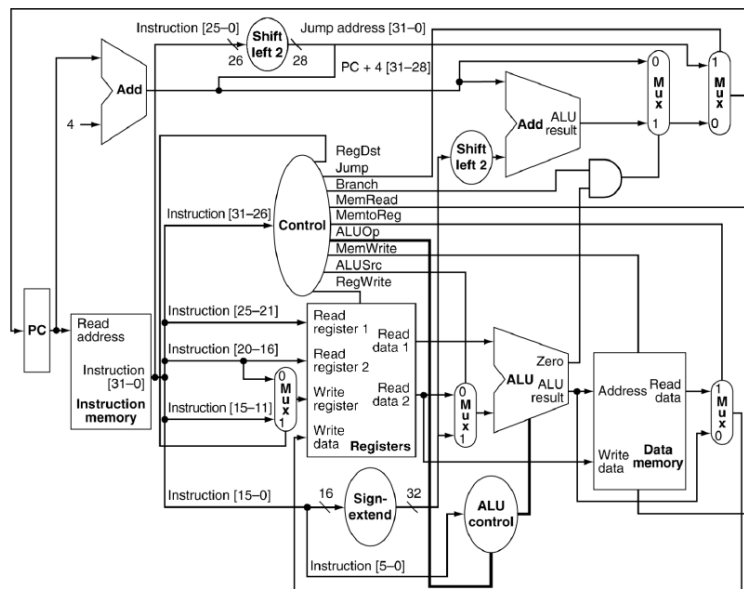 Instruction [25–0]
Shift
left 2
Jump address [31–0]
26
28
PC + 4 [31–28]
Add
4
0
M
u
x
1
1
M
u
x
0
Add
ALU
result
Shift
left 2
RegDst
Jump
Branch
MemRead
MemtoReg
ALUOp
MemWrite
ALUSrc
RegWrite
Control
Instruction [31–26]
PC
Read
address
Instruction
[31–0]
Instruction
memory
Instruction [25–21]
Instruction [20–16]
Instruction [15–11]
0
M
u
x
1
Read
register 1
Read
register 2
Write
register
Write
data
Read
data 1
Read
data 2
Registers
0
M
u
x
1
Zero
ALU
ALU
result
Address
Read
data
Write
data
Data
memory
1
M
u
x
0
Instruction [15–0]
16
Sign-
extend
32
ALU
control
Instruction [5–0]